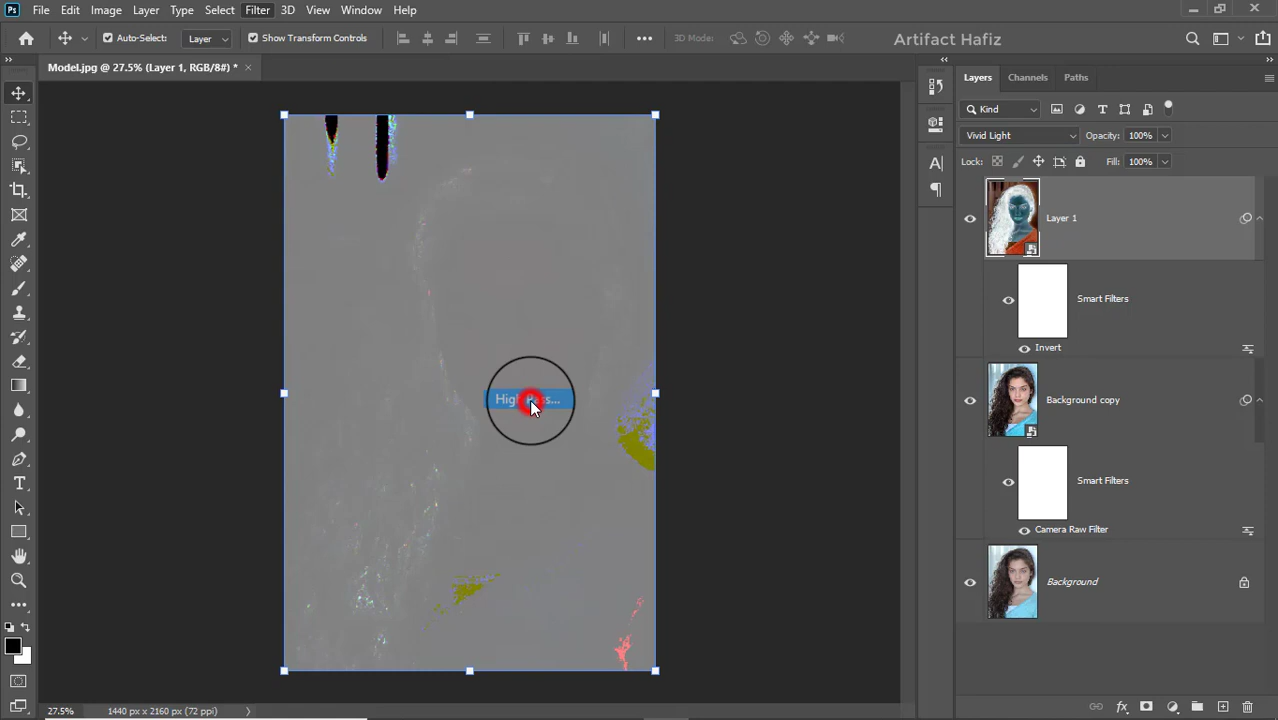 Ps File Edit Image Layer Type Select Filter 3D View Window Help
Auto-Select: Layer Show Transform Controls 3D Mode: Artifact Hafiz
Model.jpg @ 27.5% (Layer 1, RGB/8#) *
Layers Channels Paths
Kind
Vivid Light Opacity: 100%
Lock: Fill: 100%
Layer 1
Smart Filters
Invert
High Pass...
Background copy
Smart Filters
Camera Raw Filter
Background
27.5% 1440 px x 2160 px (72 ppi)